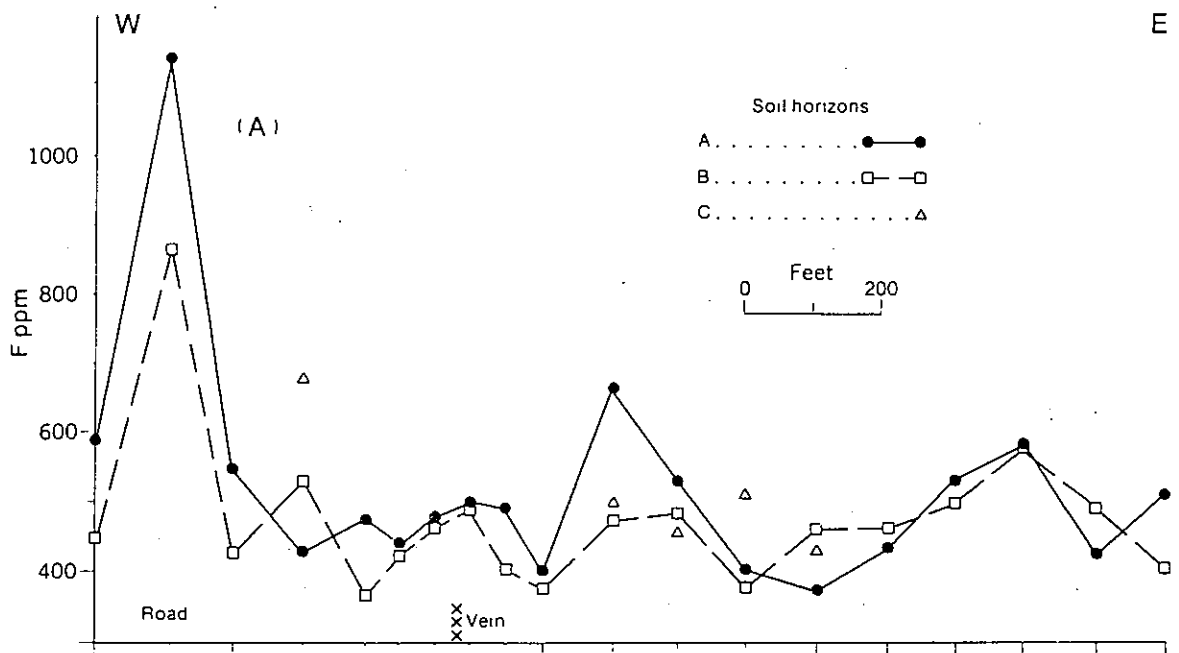 W
E
(A)
Soil horizons
A. . . . . . . . . .
B. . . . . . . . . .
C. . . . . . . . . . . . .
Feet
0 200
1000
800
600
400
F ppm
Road
x
x
x
x Vein